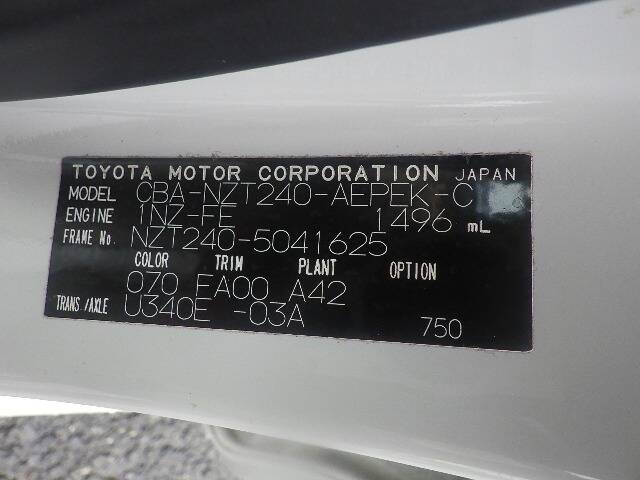 TOYOTA MOTOR CORPORATION JAPAN
MODEL CBA-NZT240-AEPEK-C
ENGINE 1NZ-FE 1496 mL
FRAME No. NZT240-5041625
COLOR TRIM PLANT OPTION
070 FA00 A42
TRANS./AXLE U340E -03A
750